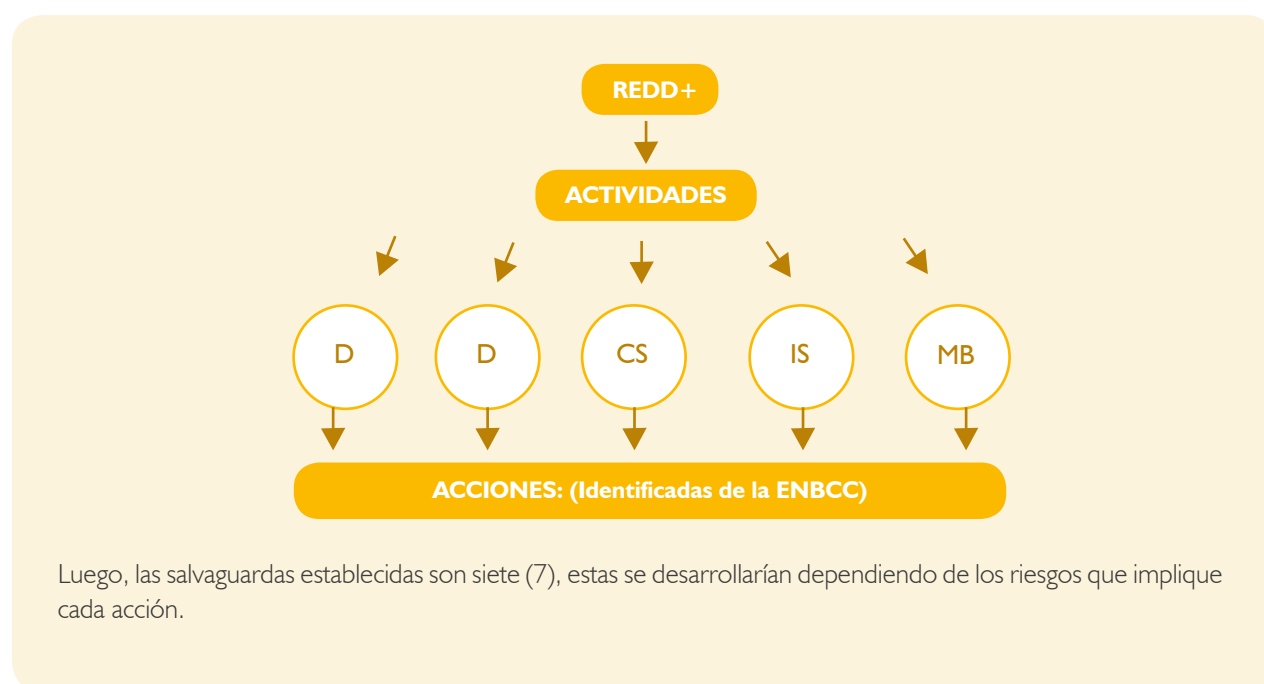 REDD+
ACTIVIDADES
D D CS IS MB
ACCIONES: (Identificadas de la ENBCC)
Luego, las salvaguardas establecidas son siete (7), estas se desarrollarían dependiendo de los riesgos que implique
cada acción.